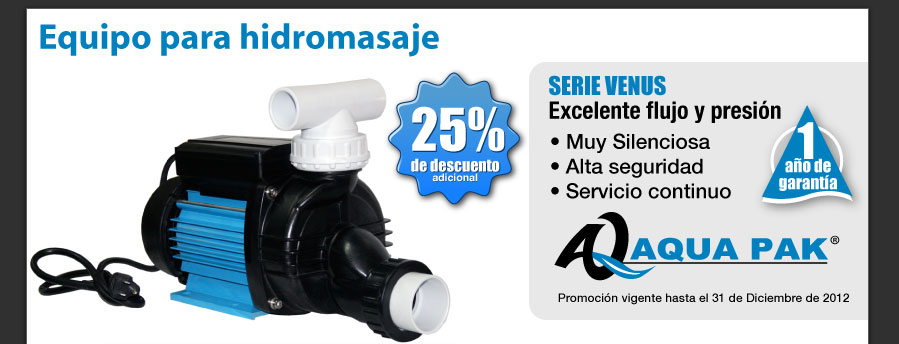 Equipo para hidromasaje
25%
de descuento
adicional
SERIE VENUS
Excelente flujo y presión
• Muy Silenciosa
• Alta seguridad
• Servicio continuo
1
año de
garantía
AQUA PAK®
Promoción vigente hasta el 31 de Diciembre de 2012